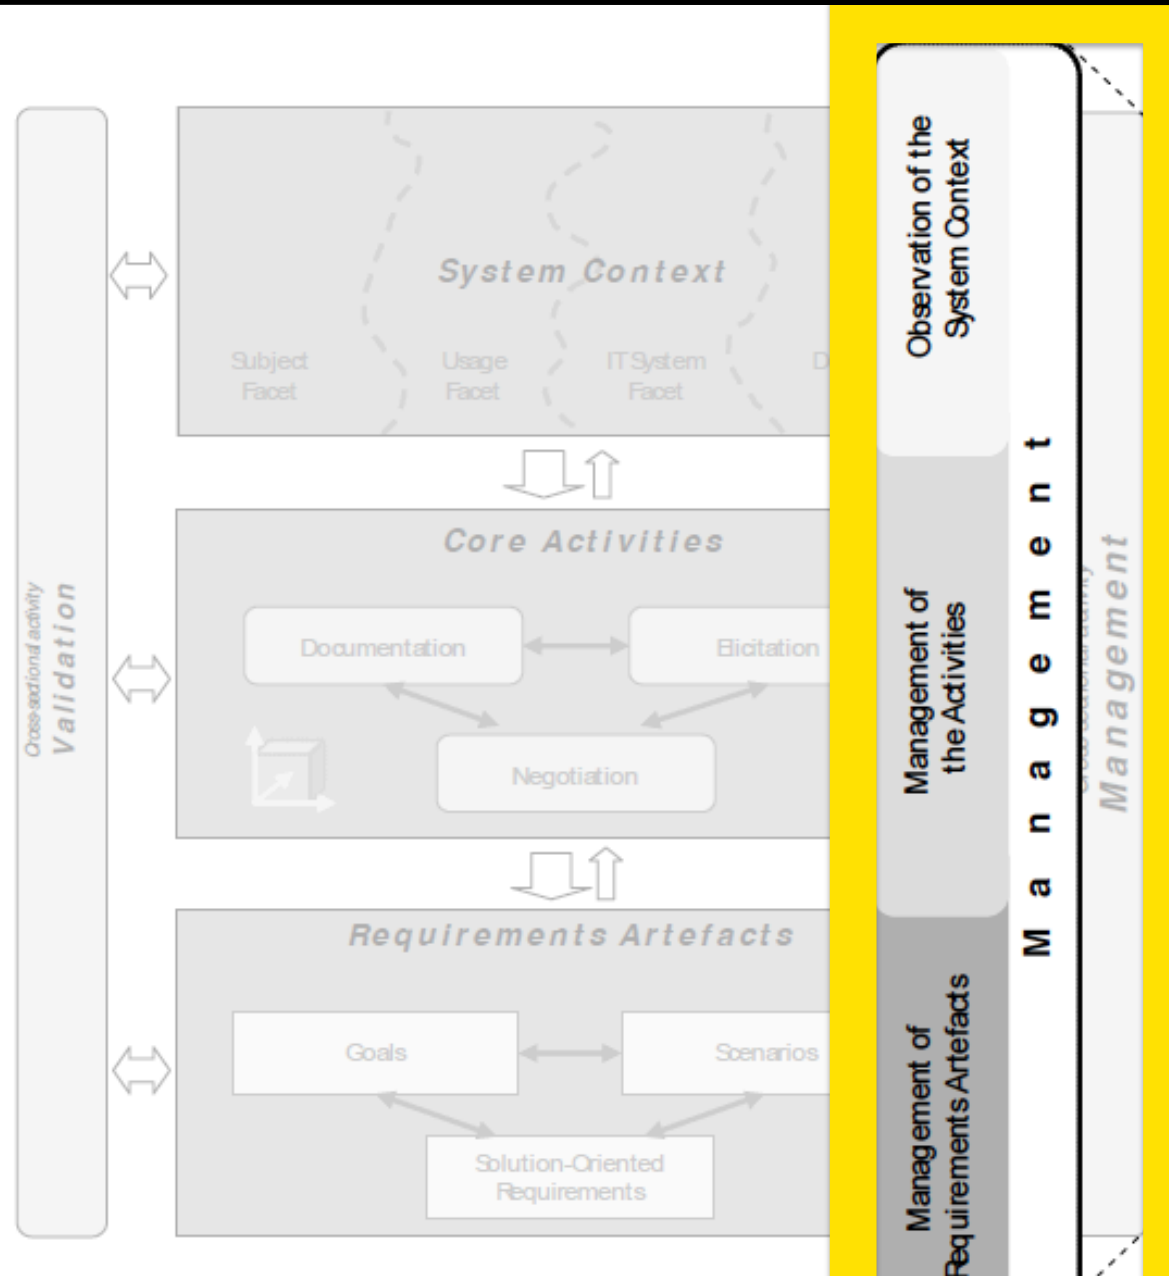 Cross-sectional activity
Validation
System Context
Subject
Facet
Usage
Facet
IT System
Facet
D
Core Activities
Documentation
Elicitation
Negotiation
Requirements Artefacts
Goals
Scenarios
Solution-Oriented
Requirements
Observation of the
System Context
Management of
the Activities
Management of
Requirements Artefacts
Management
Management